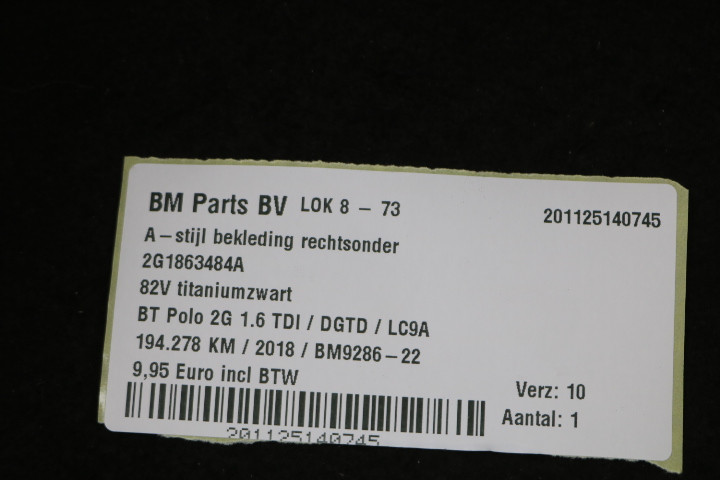 BM Parts BV LOK 8 – 73 201125140745
A–stijl bekleding rechtsonder
2G1863484A
82V titaniumzwart
BT Polo 2G 1.6 TDI / DGTD / LC9A
194.278 KM / 2018 / BM9286–22
9,95 Euro incl BTW
Verz: 10
Aantal: 1
201125140745